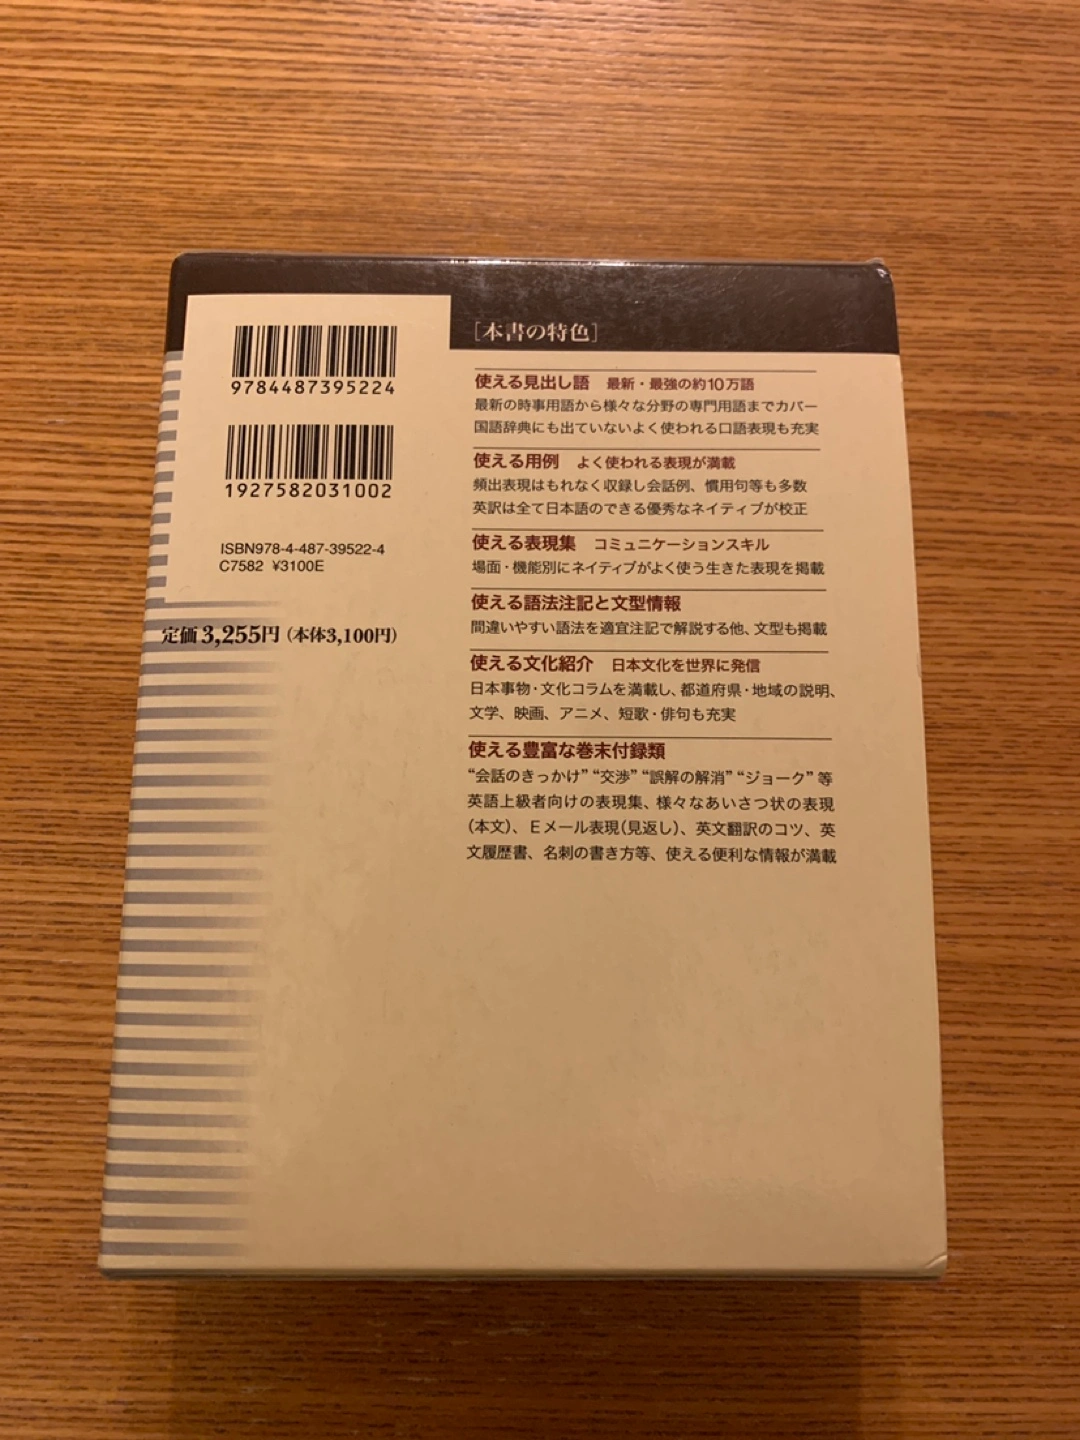 9784487395224
1927582031002
ISBN978-4-487-39522-4
C7582 ¥3100E
定価3,255円(本体3,100円)
[本書の特色]
使える見出し語 最新・最強の約10万語
最新の時事用語から様々な分野の専門用語までカバー
国語辞典にも出ていないよく使われる口語表現も充実
使える用例 よく使われる表現が満載
頻出表現はもれなく収録し会話例、慣用句等も多数
英訳は全て日本語のできる優秀なネイティブが校正
使える表現集 コミュニケーションスキル
場面・機能別にネイティブがよく使う生きた表現を掲載
使える語法注記と文型情報
間違いやすい語法を適宜注記で解説する他、文型も掲載
使える文化紹介 日本文化を世界に発信
日本事物・文化コラムを満載し、都道府県・地域の説明、
文学、映画、アニメ、短歌・俳句も充実
使える豊富な巻末付録類
“会話のきっかけ”“交渉”“誤解の解消”“ジョーク”等
英語上級者向けの表現集、様々なあいさつ状の表現
(本文)、Eメール表現(見返し)、英文翻訳のコツ、英
文履歴書、名刺の書き方等、使える便利な情報が満載